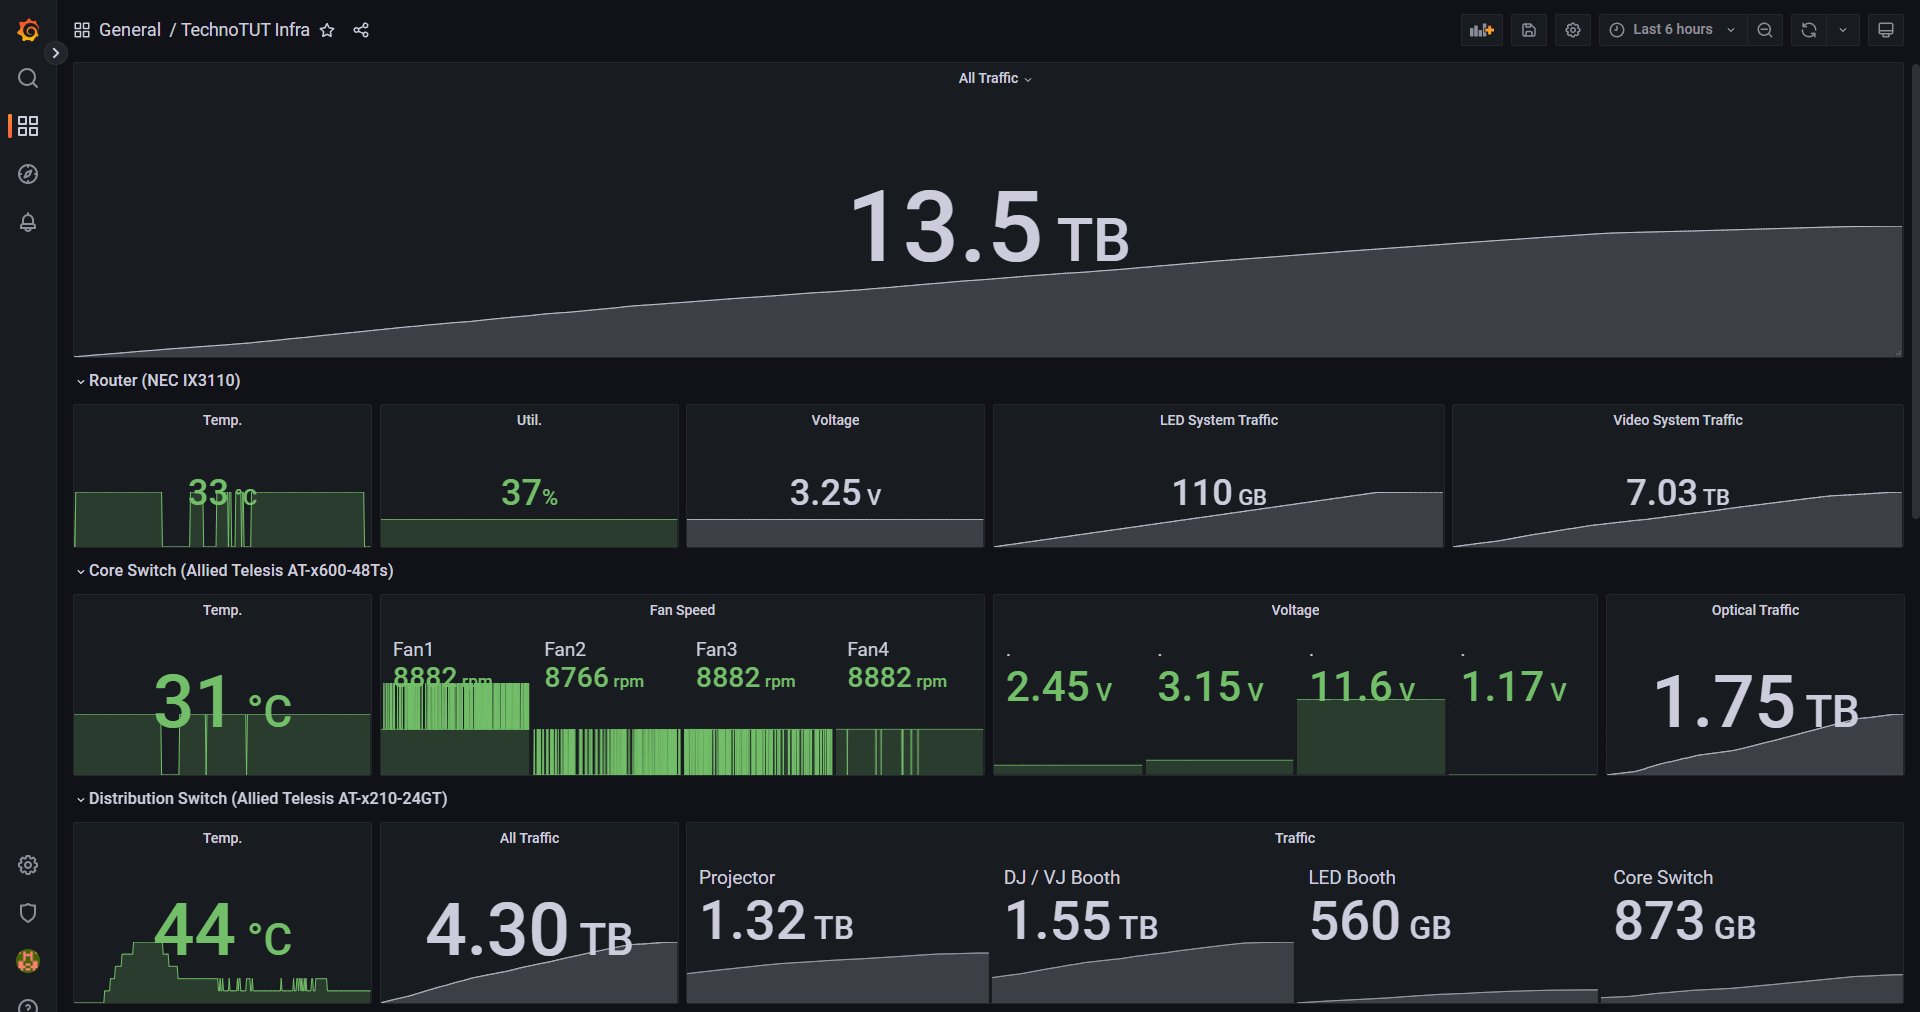 General / TechnoTUT Infra
Last 6 hours
All Traffic
13.5 TB
Router (NEC IX3110)
Temp.
33 °C
Util.
37%
Voltage
3.25 V
LED System Traffic
110 GB
Video System Traffic
7.03 TB
Core Switch (Allied Telesis AT-x600-48Ts)
Temp.
31 °C
Fan Speed
Fan1
8882 rpm
Fan2
8766 rpm
Fan3
8882 rpm
Fan4
8882 rpm
Voltage
.
2.45 V
.
3.15 V
.
11.6 V
.
1.17 V
Optical Traffic
1.75 TB
Distribution Switch (Allied Telesis AT-x210-24GT)
Temp.
44 °C
All Traffic
4.30 TB
Traffic
Projector
1.32 TB
DJ / VJ Booth
1.55 TB
LED Booth
560 GB
Core Switch
873 GB